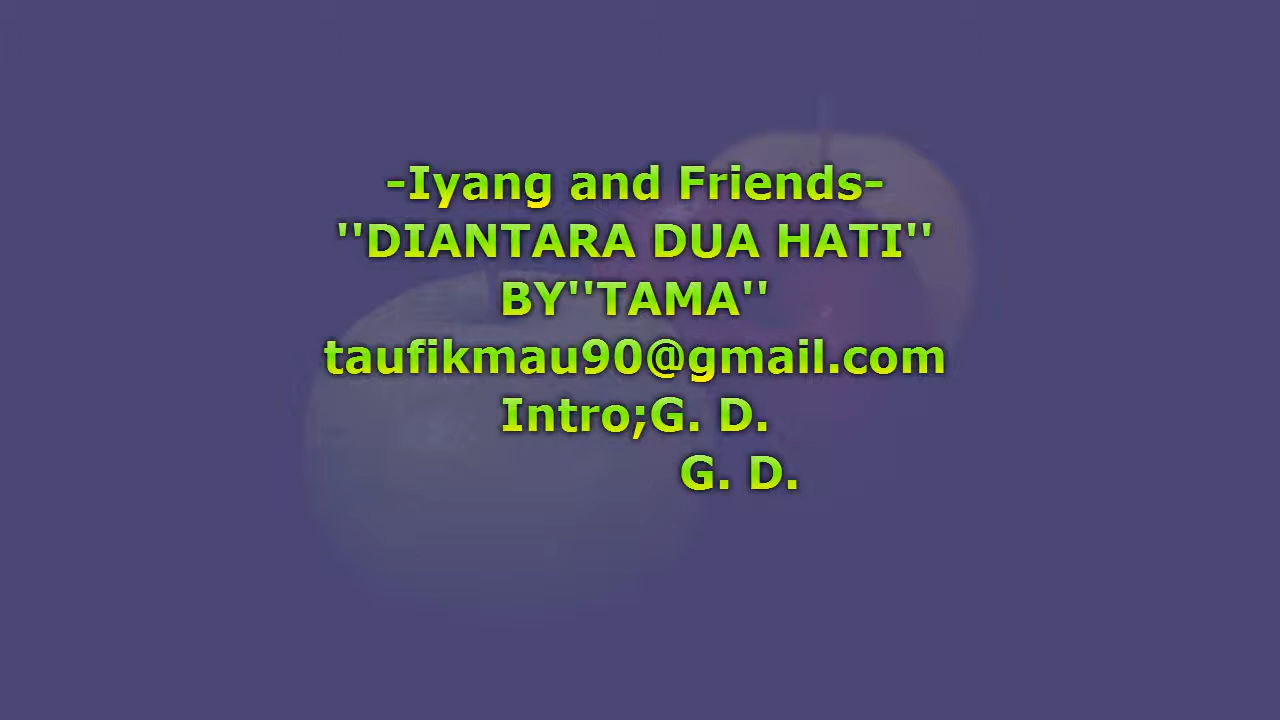 -Iyang and Friends-
''DIANTARA DUA HATI''
BY''TAMA''
taufikmau90@gmail.com
Intro;G. D.
G. D.